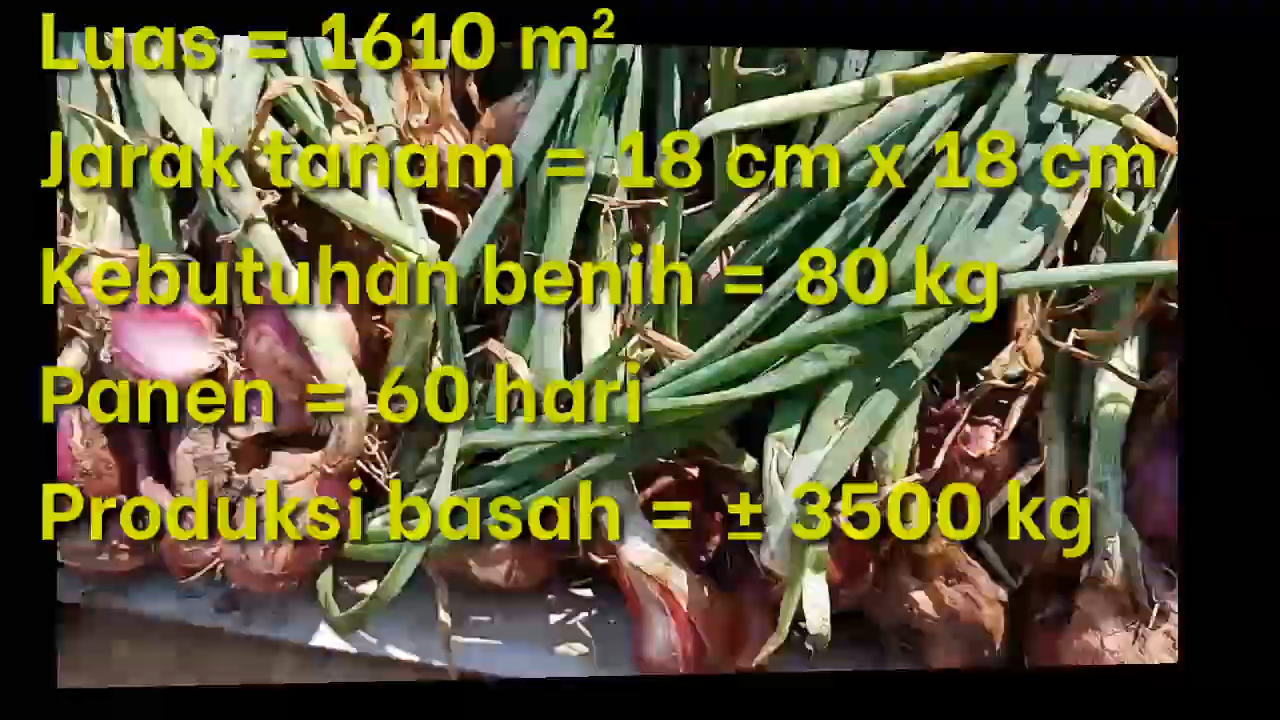 Luas = 1610 m²
Jarak tanam = 18 cm x 18 cm
Kebutuhan benih = 80 kg
Panen = 60 hari
Produksi basah = ± 3500 kg